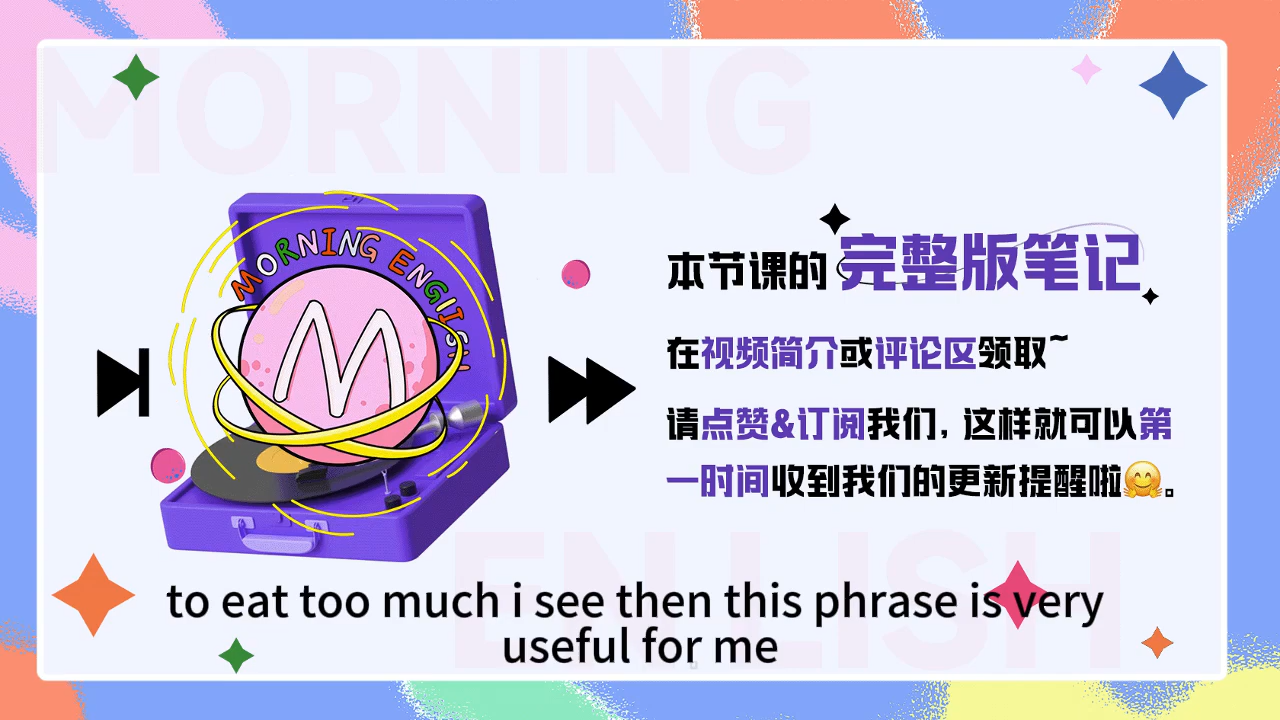 MORNING
MORNING ENGLISH
M
本节课的 完整版笔记
在视频简介或评论区领取~
请点赞&订阅我们，这样就可以第
一时间收到我们的更新提醒啦🤗。
ENGLISH
to eat too much i see then this phrase is very
useful for me